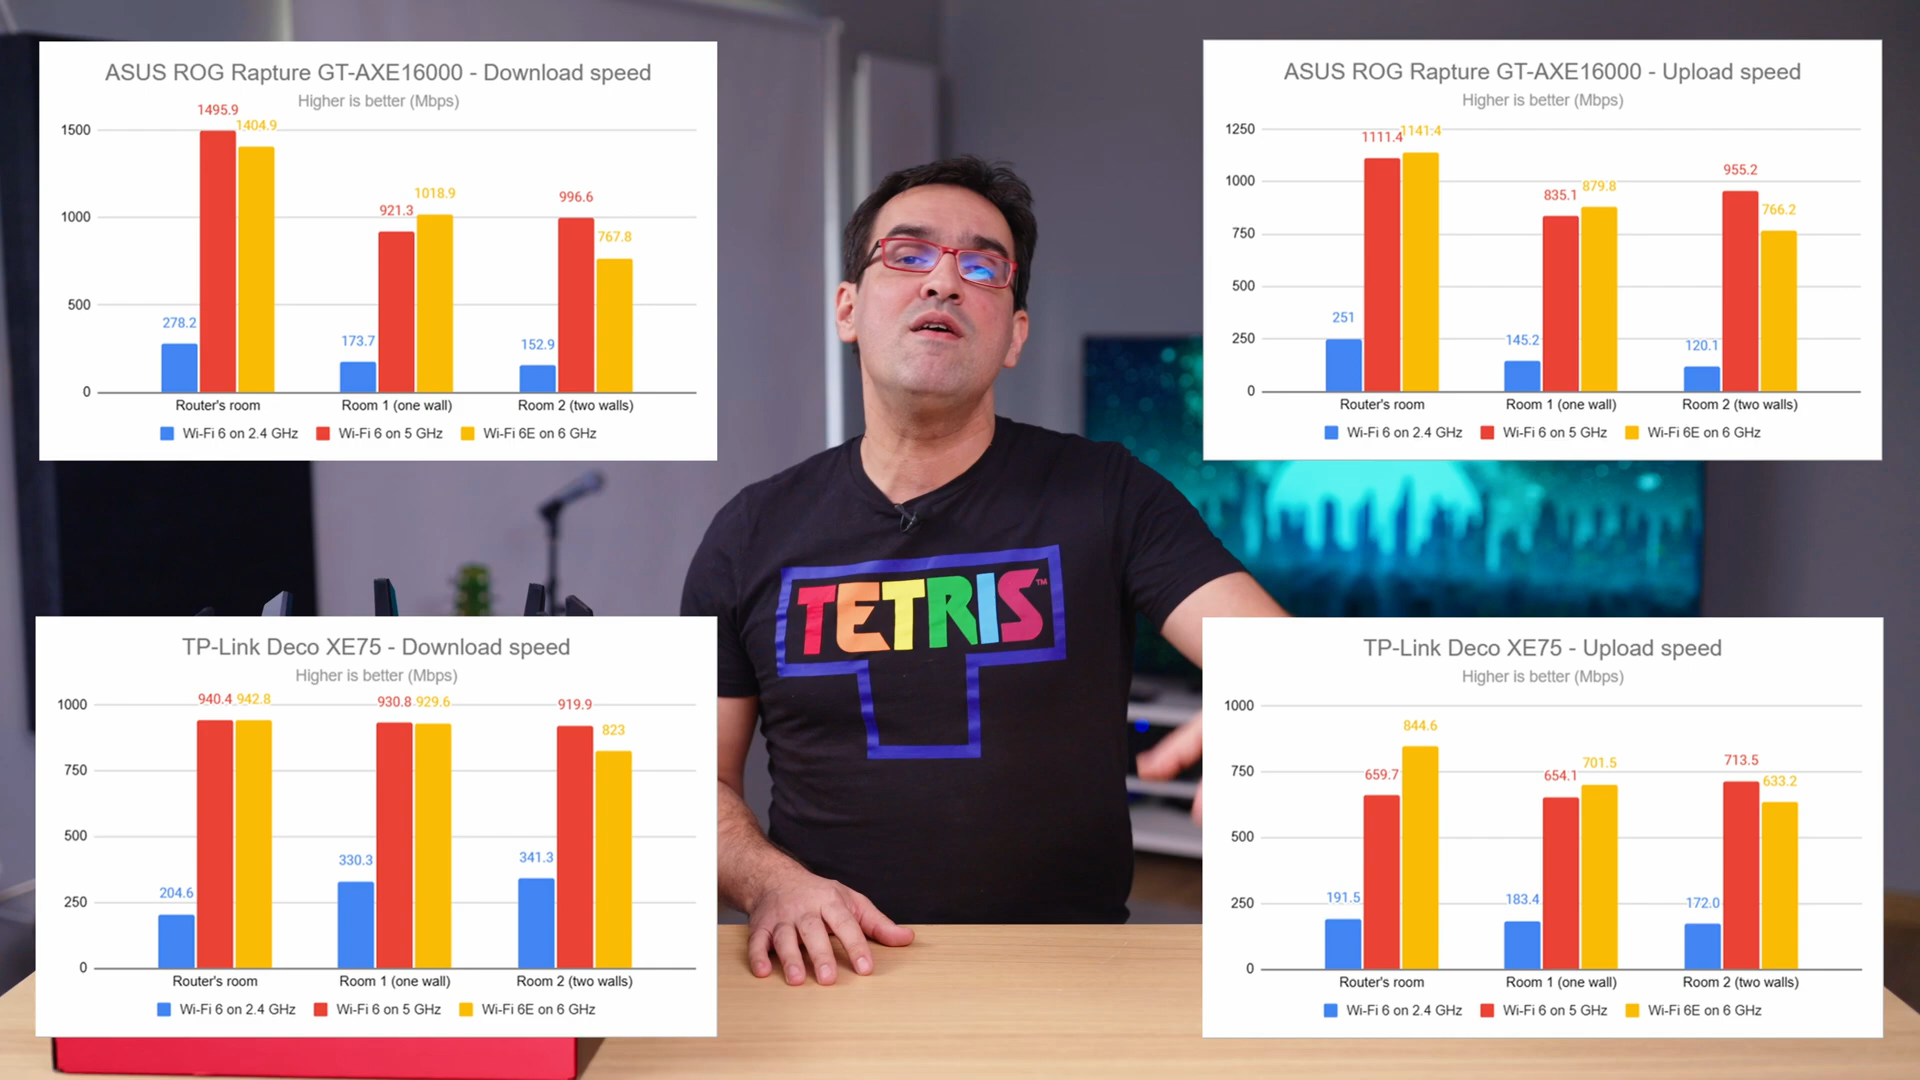 ASUS ROG Rapture GT-AXE16000 - Download speed
Higher is better (Mbps)
1500
1000
500
0
278.2
1495.9
1404.9
173.7
921.3
1018.9
152.9
996.6
767.8
Router's room
Room 1 (one wall)
Room 2 (two walls)
Wi-Fi 6 on 2.4 GHz
Wi-Fi 6 on 5 GHz
Wi-Fi 6E on 6 GHz
ASUS ROG Rapture GT-AXE16000 - Upload speed
Higher is better (Mbps)
1250
1000
750
500
250
0
251
1111.4
1141.4
145.2
835.1
879.8
120.1
955.2
766.2
Router's room
Room 1 (one wall)
Room 2 (two walls)
Wi-Fi 6 on 2.4 GHz
Wi-Fi 6 on 5 GHz
Wi-Fi 6E on 6 GHz
TETRIS™
TP-Link Deco XE75 - Download speed
Higher is better (Mbps)
1000
750
500
250
0
204.6
940.4
942.8
330.3
930.8
929.6
341.3
919.9
823
Router's room
Room 1 (one wall)
Room 2 (two walls)
Wi-Fi 6 on 2.4 GHz
Wi-Fi 6 on 5 GHz
Wi-Fi 6E on 6 GHz
TP-Link Deco XE75 - Upload speed
Higher is better (Mbps)
1000
750
500
250
0
191.5
659.7
844.6
183.4
654.1
701.5
172.0
713.5
633.2
Router's room
Room 1 (one wall)
Room 2 (two walls)
Wi-Fi 6 on 2.4 GHz
Wi-Fi 6 on 5 GHz
Wi-Fi 6E on 6 GHz